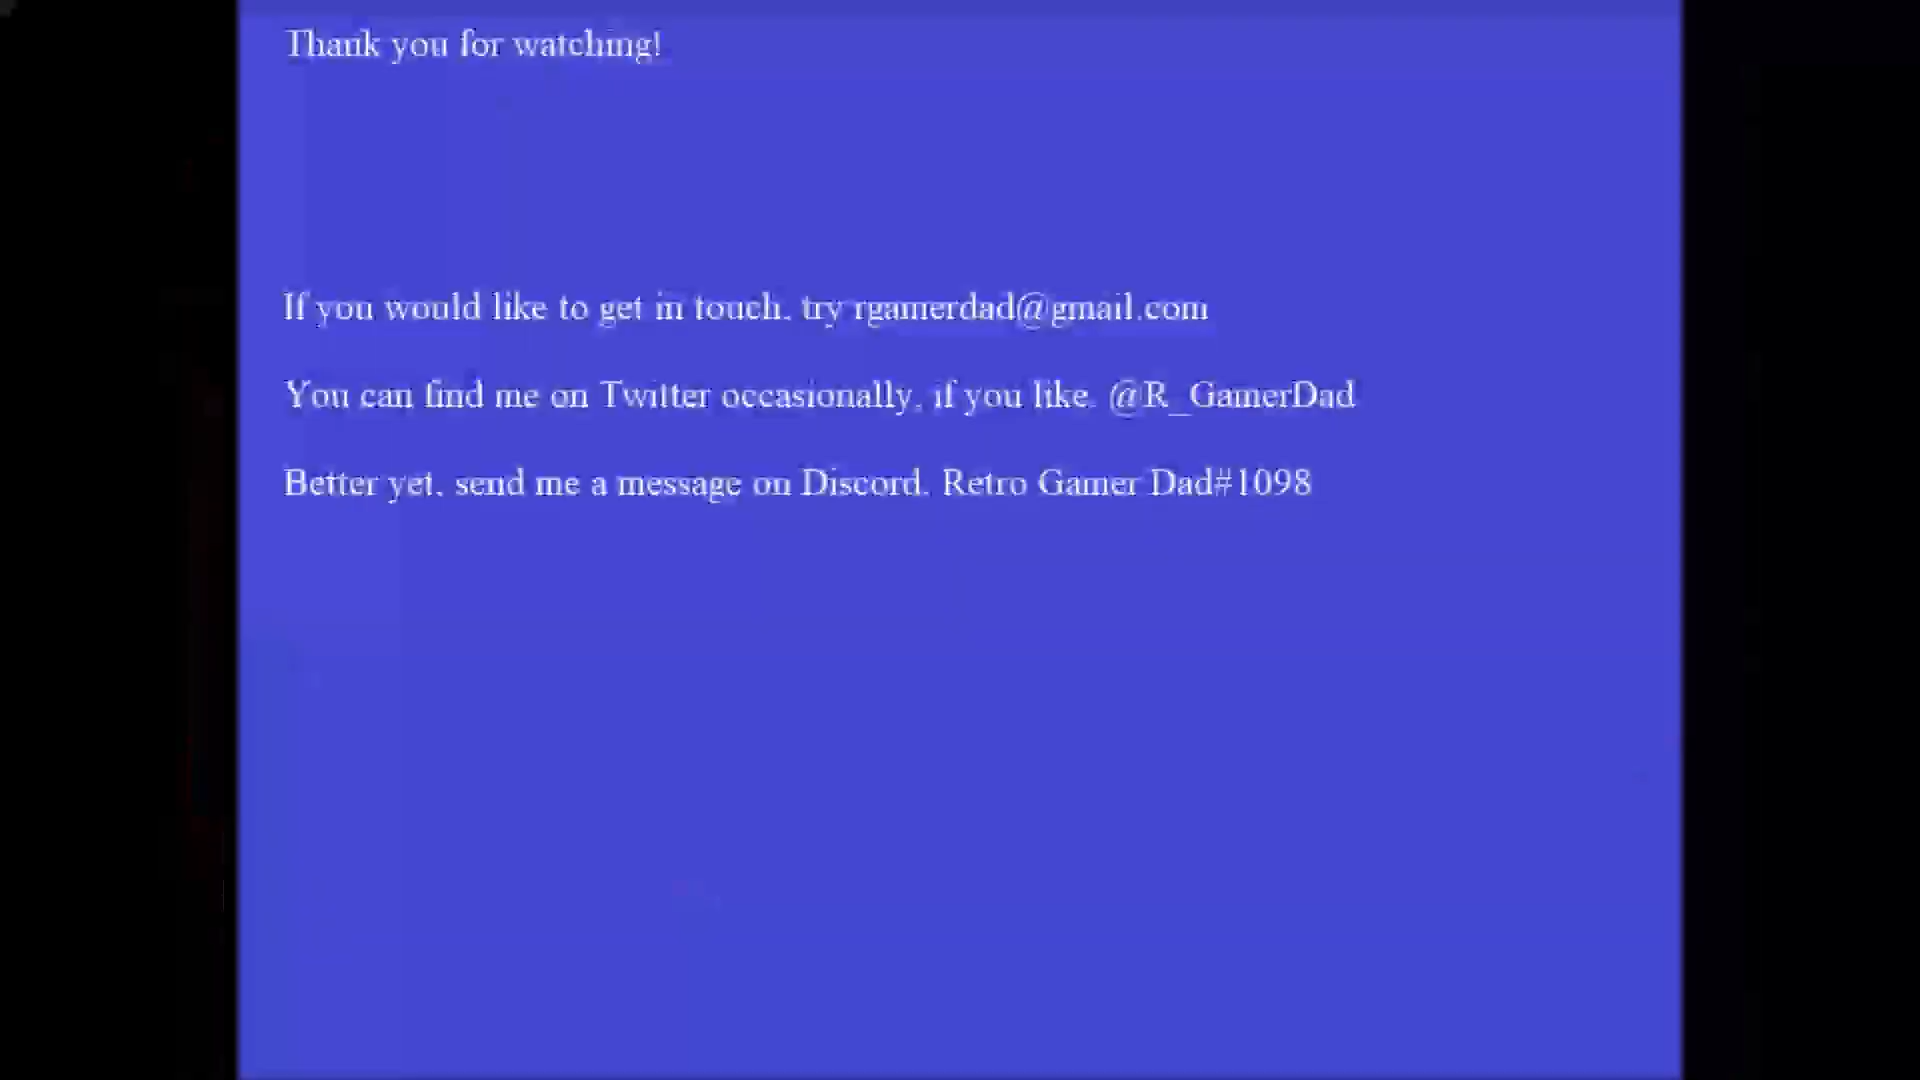 Thank you for watching!
If you would like to get in touch, try rgamerdad@gmail.com
You can find me on Twitter occasionally, if you like. @R_GamerDad
Better yet, send me a message on Discord. Retro Gamer Dad#1098